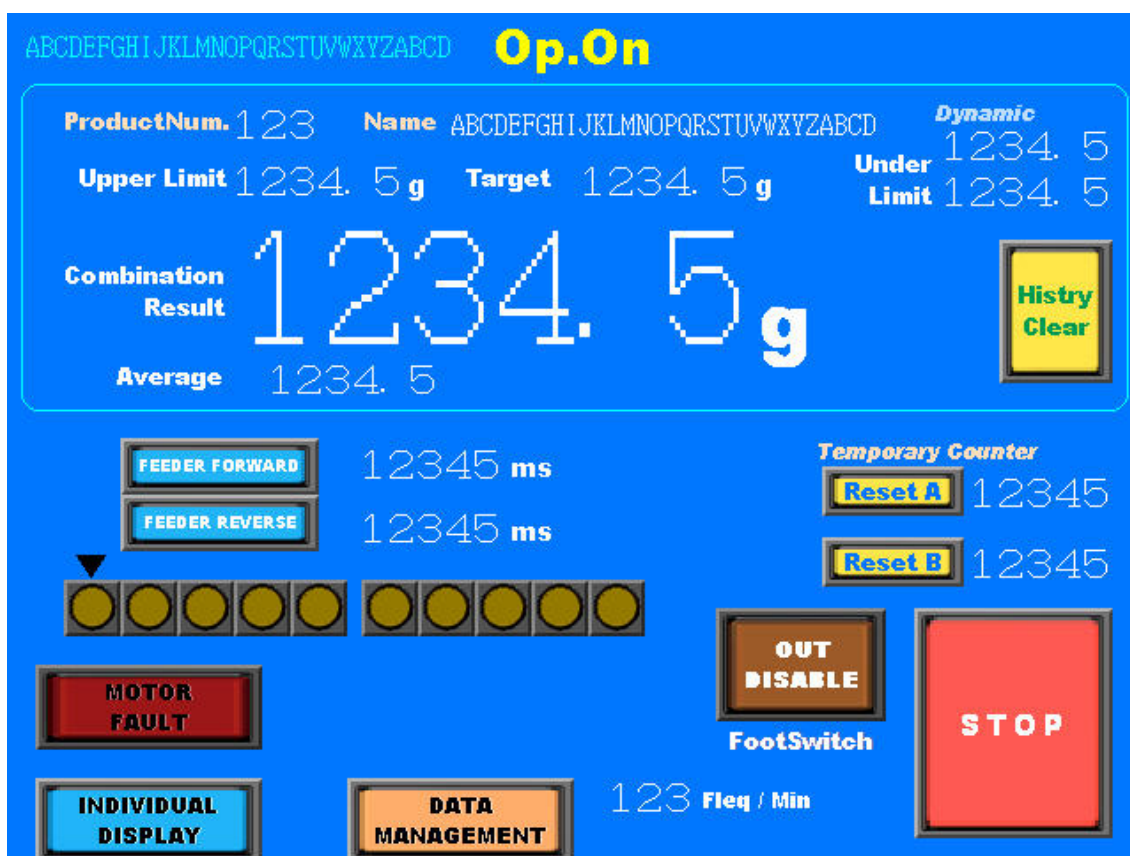 ABCDEFGHIJKLMNOPQRSTUVWXYZABCD Op.On
ProductNum. 123 Name ABCDEFGHIJKLMNOPQRSTUVWXYZABCD Dynamic
1234. 5
Upper Limit 1234. 5 g Target 1234. 5 g Under
Limit 1234. 5
Combination
Result 1234. 5 g
Histry
Clear
Average 1234. 5
FEEDER FORWARD 12345 ms
FEEDER REVERSE 12345 ms
Temporary Counter
Reset A 12345
Reset B 12345
MOTOR
FAULT
OUT
DISABLE
FootSwitch
STOP
INDIVIDUAL
DISPLAY
DATA
MANAGEMENT
123 Fleq / Min